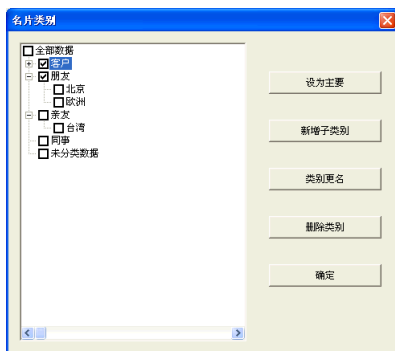 名片类别
全部数据
客户
朋友
北京
欧洲
亲友
台湾
同事
未分类数据
设为主要
新增子类别
类别更名
删除类别
确定